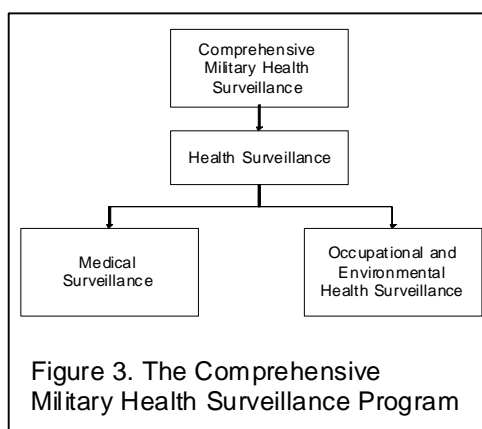 Comprehensive
Military Health
Surveillance
Health Surveillance
Medical
Surveillance
Occupational and
Environmental
Health Surveillance
Figure 3. The Comprehensive
Military Health Surveillance Program